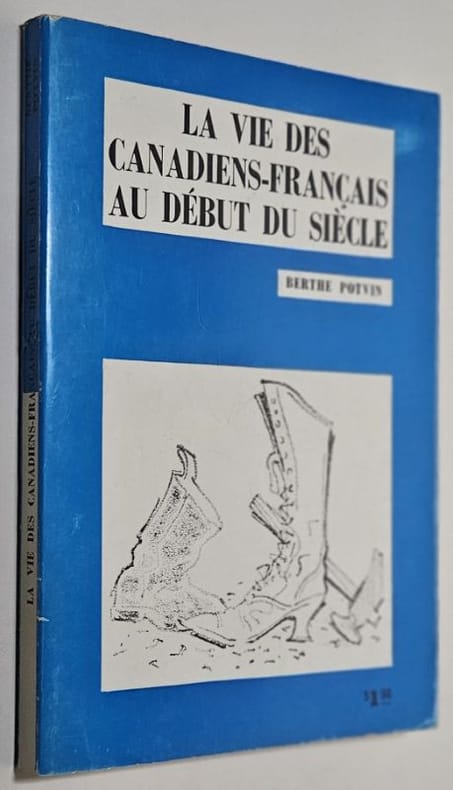 LA VIE DES
CANADIENS-FRANÇAIS
AU DÉBUT DU SIÈCLE
BERTHE POTVIN
LA VIE DES CANADIENS-FRANÇAIS AU DÉBUT DU SIÈCLE